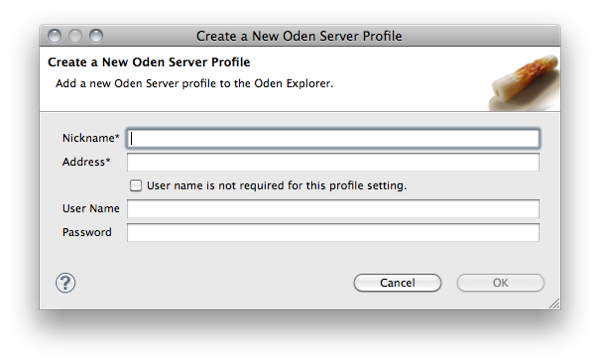 Create a New Oden Server Profile
Create a New Oden Server Profile
Add a new Oden Server profile to the Oden Explorer.
Nickname*
Address*
User name is not required for this profile setting.
User Name
Password
?
Cancel
OK